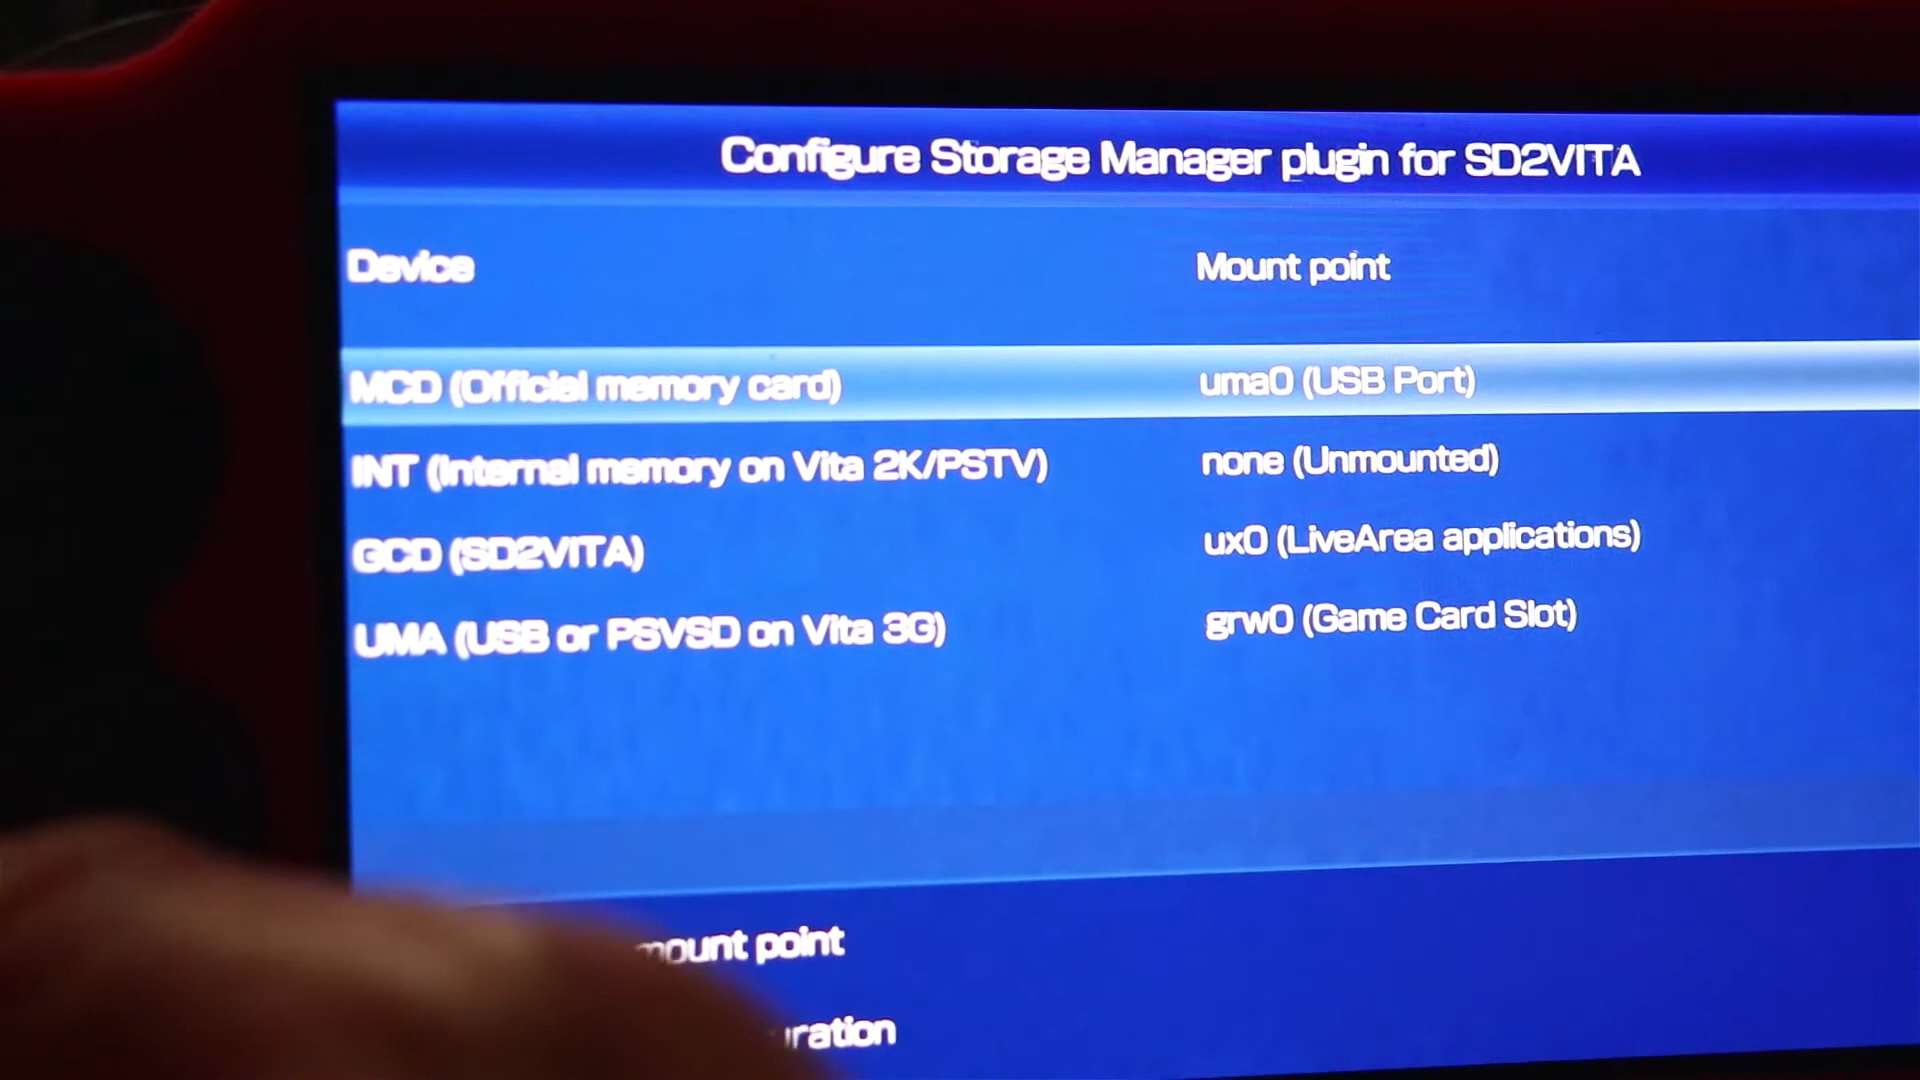 Configure Storage Manager plugin for SD2VITA
Device Mount point
MCD (Official memory card) uma0 (USB Port)
INT (Internal memory on Vita 2K/PSTV) none (Unmounted)
GCD (SD2VITA) ux0 (LiveArea applications)
UMA (USB or PSVSD on Vita 3G) grw0 (Game Card Slot)
mount point